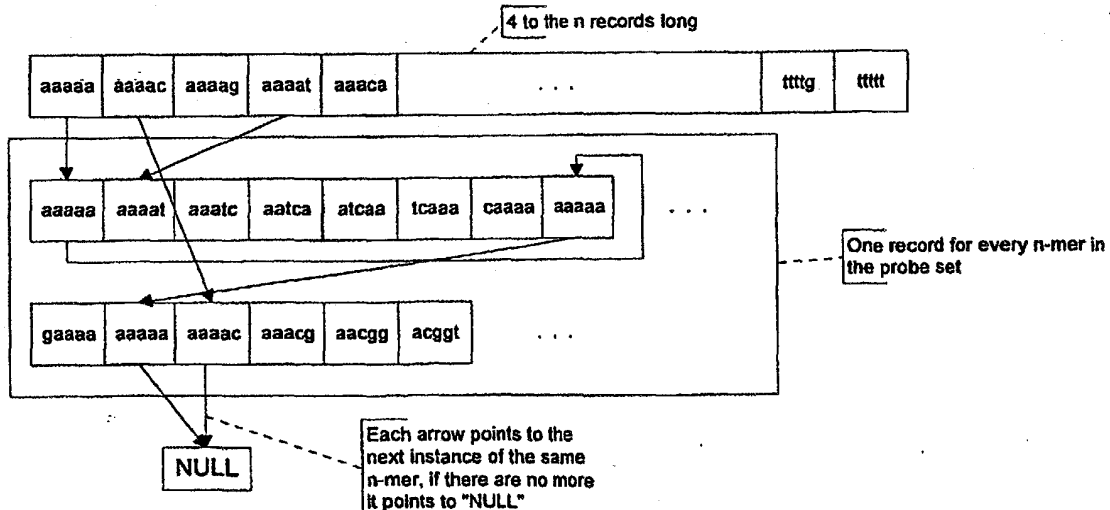 4 to the n records long
aaaaa aaaac aaaag aaaat aaaca . . . ttttg ttttt
aaaaa aaaat aaatc aatca atcaa tcaaa caaaa aaaaa . . .
One record for every n-mer in
the probe set
gaaaa aaaaa aaaac aaacg aacgg acggt . . .
Each arrow points to the
next instance of the same
n-mer, if there are no more
it points to "NULL"
NULL